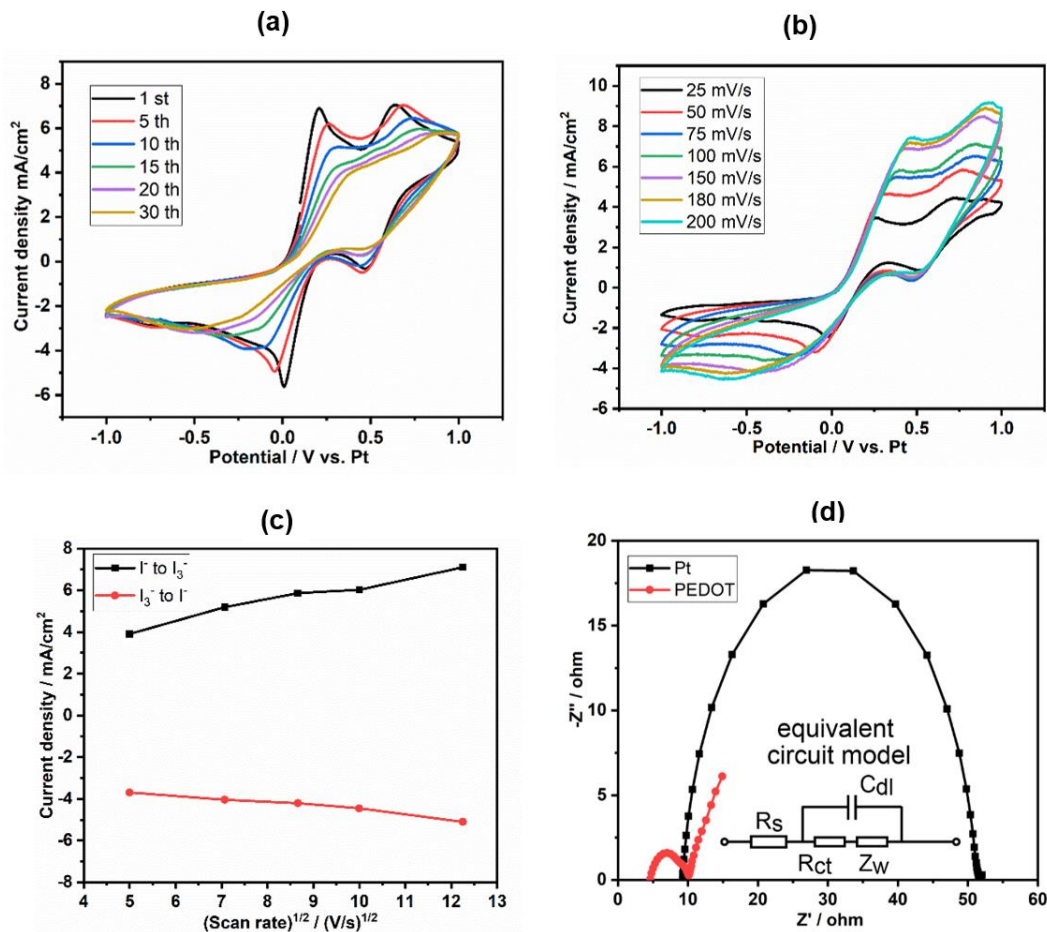 (a)
8
6
4
2
0
-2
-4
-6
Current density mA/cm²
1 st
5 th
10 th
15 th
20 th
30 th
-1.0 -0.5 0.0 0.5 1.0
Potential / V vs. Pt
(b)
10
8
6
4
2
0
-2
-4
-6
Current density / mA/cm²
25 mV/s
50 mV/s
75 mV/s
100 mV/s
150 mV/s
180 mV/s
200 mV/s
-1.0 -0.5 0.0 0.5 1.0
Potential / V vs. Pt
(c)
8
6
4
2
0
-2
-4
-6
-8
Current density / mA/cm²
I⁻ to I₃⁻
I₃⁻ to I⁻
4 5 6 7 8 9 10 11 12 13
(Scan rate)¹ᐟ² / (V/s)¹ᐟ²
(d)
20
15
10
5
0
-Z'' / ohm
Pt
PEDOT
equivalent
circuit model
Cdl
Rs
Rct Zw
0 10 20 30 40 50 60
Z' / ohm